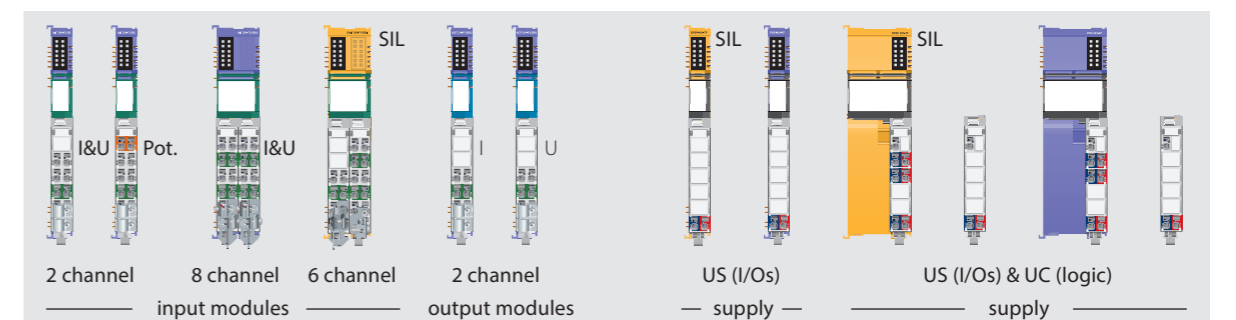 SIL SIL SIL
I&U Pot. I&U I U
2 channel 8 channel 6 channel 2 channel US (I/Os) US (I/Os) & UC (logic)
input modules output modules supply supply